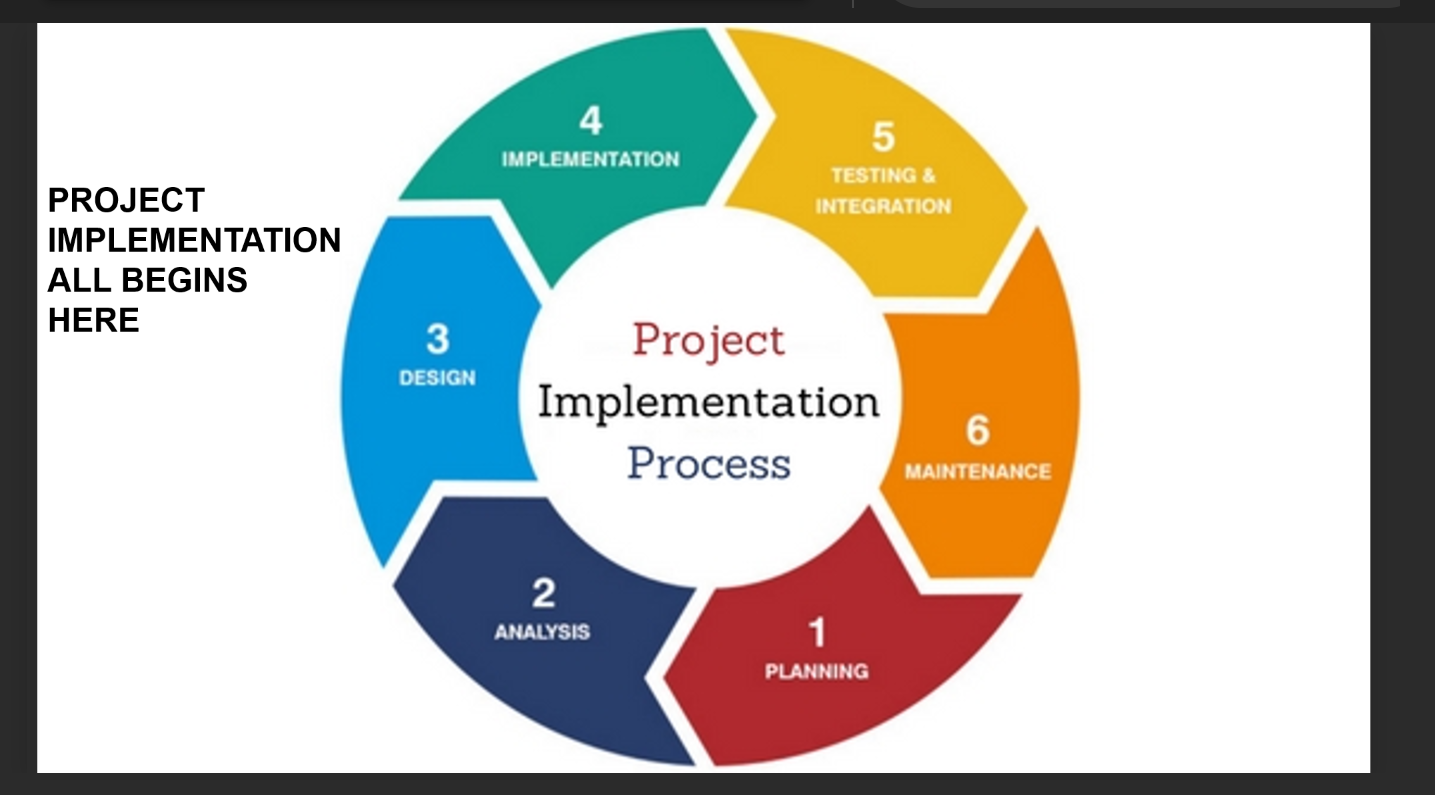 PROJECT
IMPLEMENTATION
ALL BEGINS
HERE
4
IMPLEMENTATION
5
TESTING &
INTEGRATION
3
DESIGN
Project
Implementation
Process
6
MAINTENANCE
2
ANALYSIS
1
PLANNING